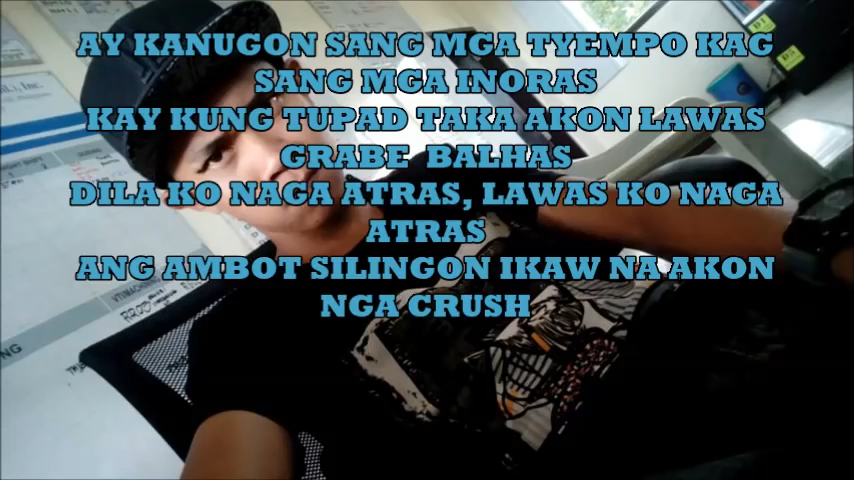 AY KANUGON SANG MGA TYEMPO KAG
SANG MGA INORAS
KAY KUNG TUPAD TAKA AKON LAWAS
GRABE BALHAS
DILA KO NAGA ATRAS, LAWAS KO NAGA
ATRAS
ANG AMBOT SILINGON IKAW NA AKON
NGA CRUSH